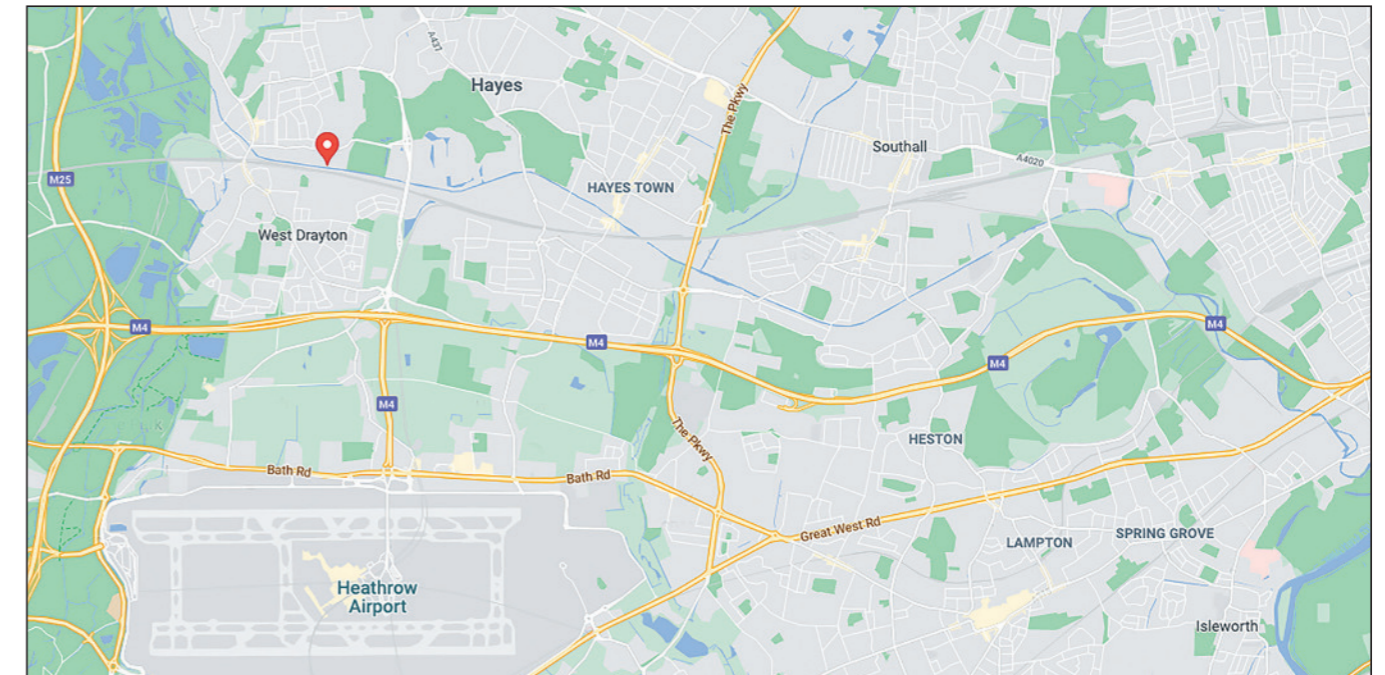 A437
Hayes
The Pkwy
Southall
A4020
M25
HAYES TOWN
West Drayton
M4
M4
M4
M4
M4
The Pkwy
HESTON
Bath Rd
Bath Rd
Great West Rd
LAMPTON
SPRING GROVE
Heathrow
Airport
Isleworth